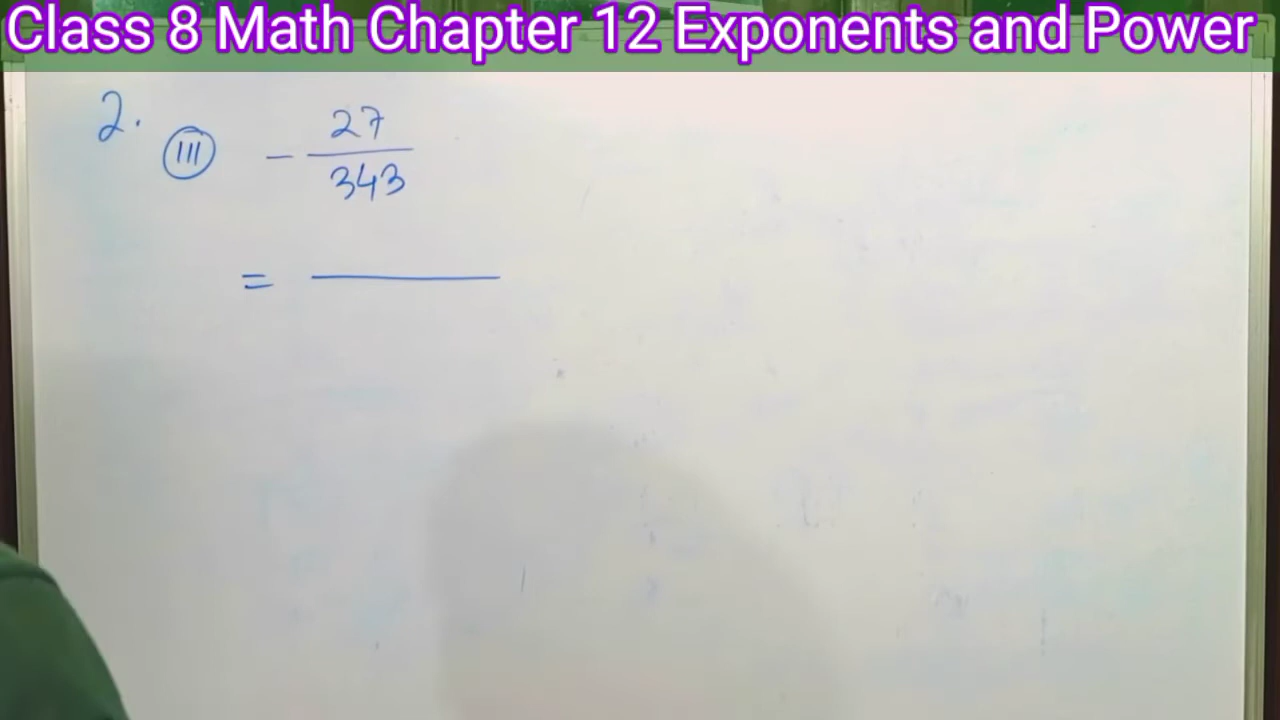 Class 8 Math Chapter 12 Exponents and Power
2.
(III) - 27/343
=